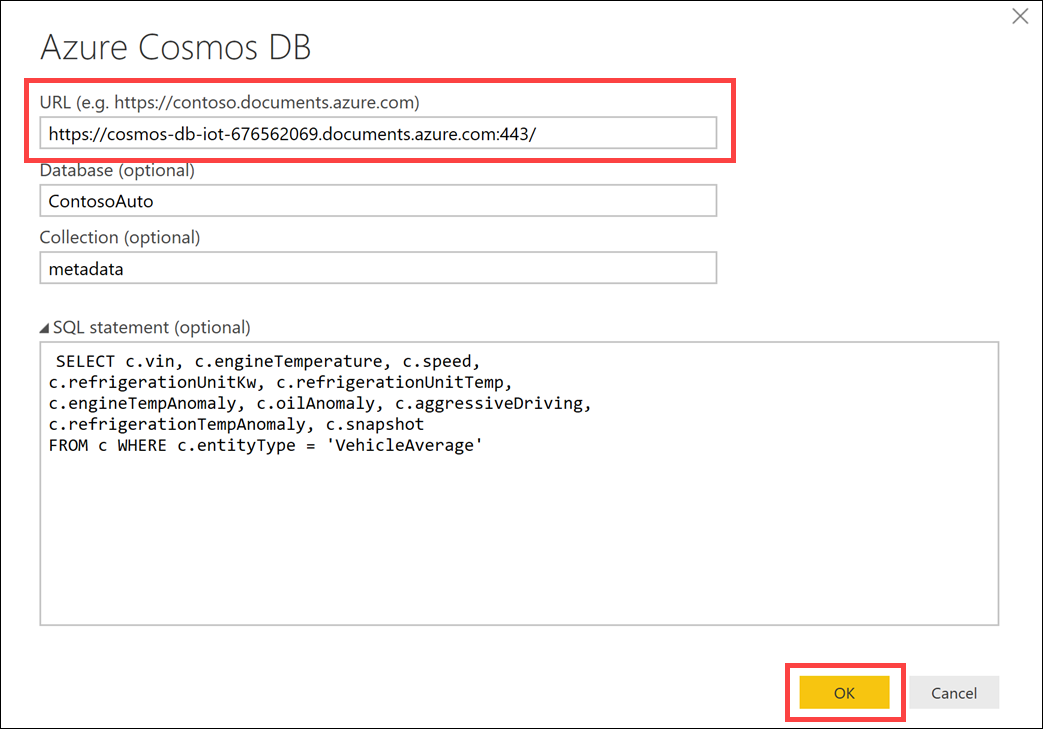 Azure Cosmos DB
URL (e.g. https://contoso.documents.azure.com)
https://cosmos-db-iot-676562069.documents.azure.com:443/
Database (optional)
ContosoAuto
Collection (optional)
metadata
SQL statement (optional)
SELECT c.vin, c.engineTemperature, c.speed,
c.refrigerationUnitKw, c.refrigerationUnitTemp,
c.engineTempAnomaly, c.oilAnomaly, c.aggressiveDriving,
c.refrigerationTempAnomaly, c.snapshot
FROM c WHERE c.entityType = 'VehicleAverage'
OK Cancel